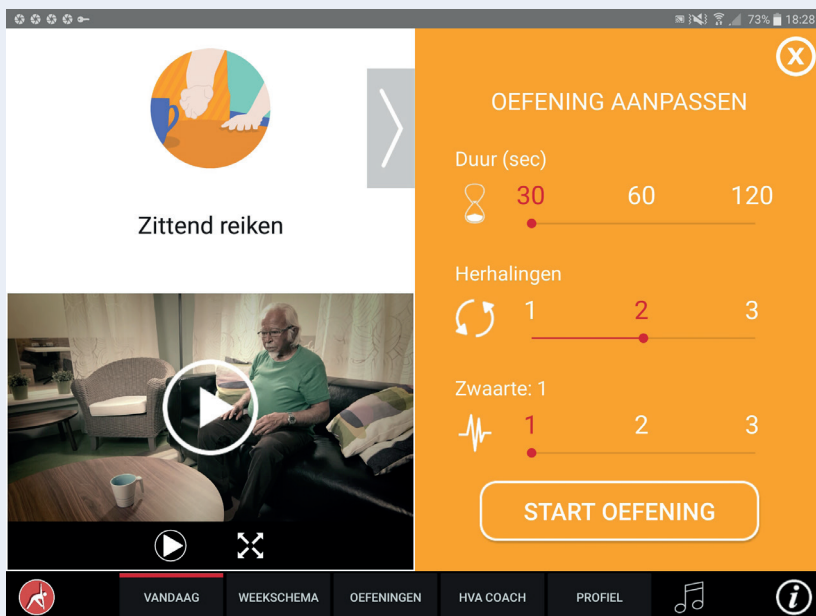 73% 18:28
Zittend reiken
X
OEFENING AANPASSEN
Duur (sec)
30 60 120
Herhalingen
1 2 3
Zwaarte: 1
1 2 3
START OEFENING
VANDAAG WEEKSCHEMA OEFENINGEN HVA COACH PROFIEL i